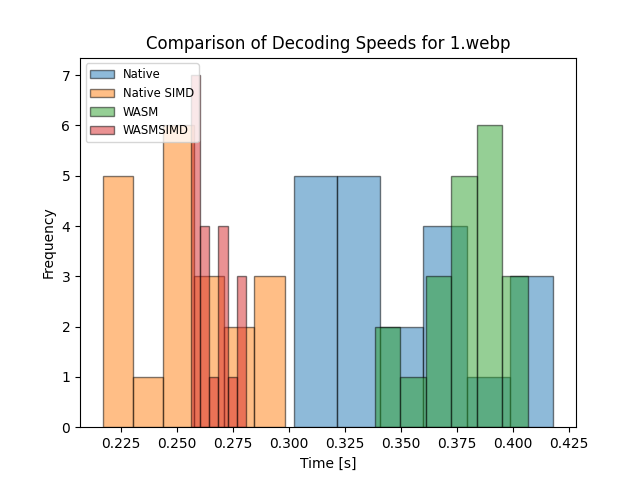 Comparison of Decoding Speeds for 1.webp
Native
Native SIMD
WASM
WASMSIMD
Frequency
7
6
5
4
3
2
1
0
0.225 0.250 0.275 0.300 0.325 0.350 0.375 0.400 0.425
Time [s]